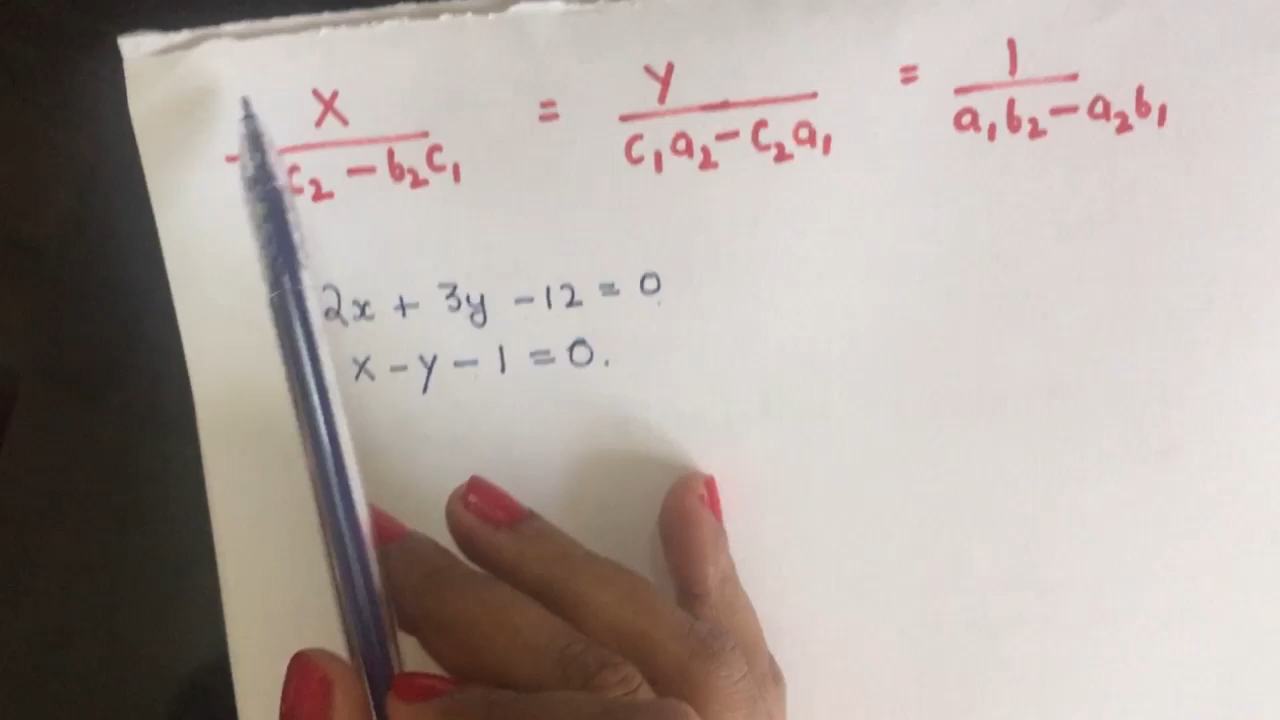 x / c₂ - b₂c₁ = y / c₁a₂ - c₂a₁ = 1 / a₁b₂ - a₂b₁
2x + 3y - 12 = 0
x - y - 1 = 0.